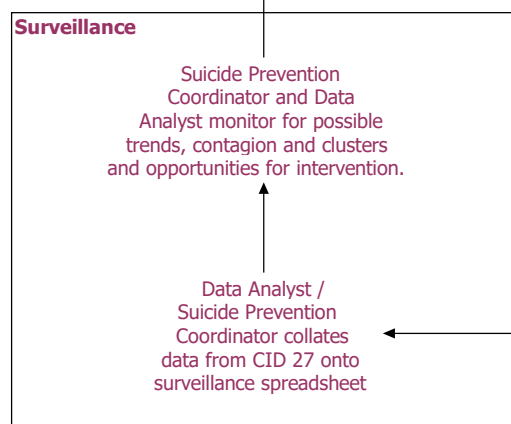 Surveillance
Suicide Prevention
Coordinator and Data
Analyst monitor for possible
trends, contagion and clusters
and opportunities for intervention.
Data Analyst /
Suicide Prevention
Coordinator collates
data from CID 27 onto
surveillance spreadsheet